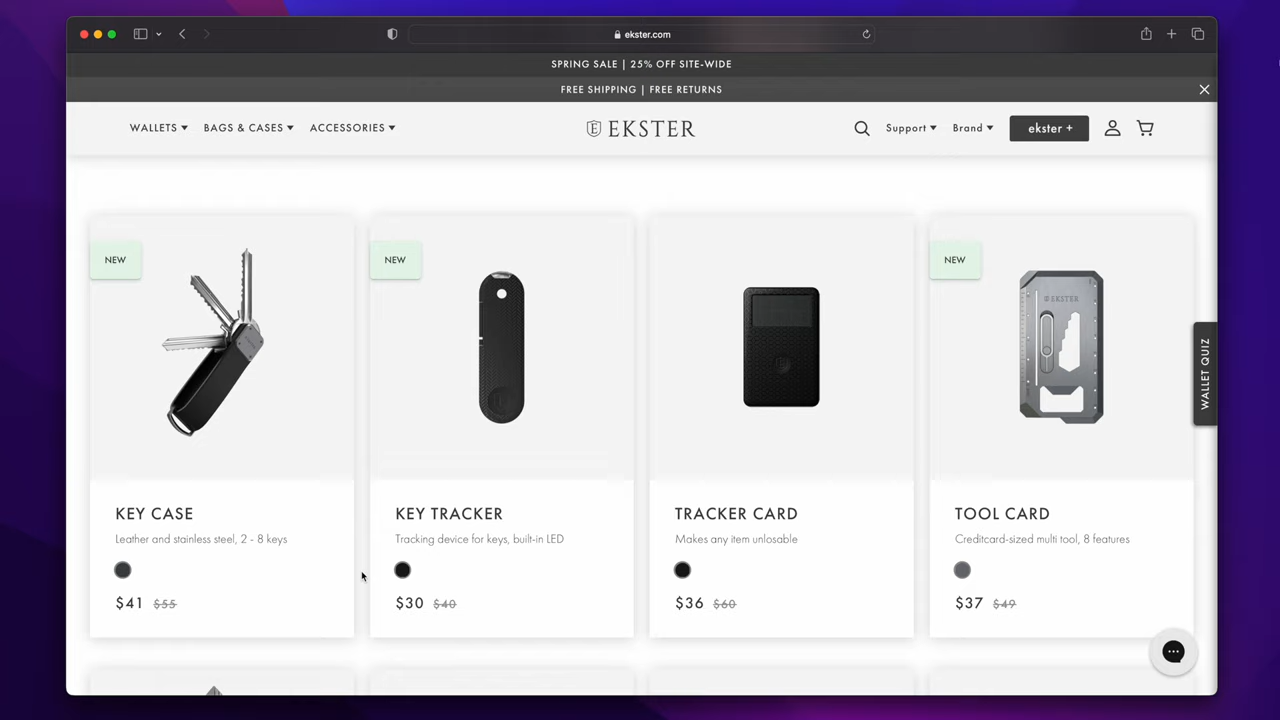 ekster.com
SPRING SALE | 25% OFF SITE-WIDE
FREE SHIPPING | FREE RETURNS
WALLETS BAGS & CASES ACCESSORIES EKSTER Support Brand ekster +
NEW NEW NEW
EKSTER
WALLET QUIZ
KEY CASE
Leather and stainless steel, 2 - 8 keys
$41 $55
KEY TRACKER
Tracking device for keys, built-in LED
$30 $40
TRACKER CARD
Makes any item unlosable
$36 $60
TOOL CARD
Creditcard-sized multi tool, 8 features
$37 $49